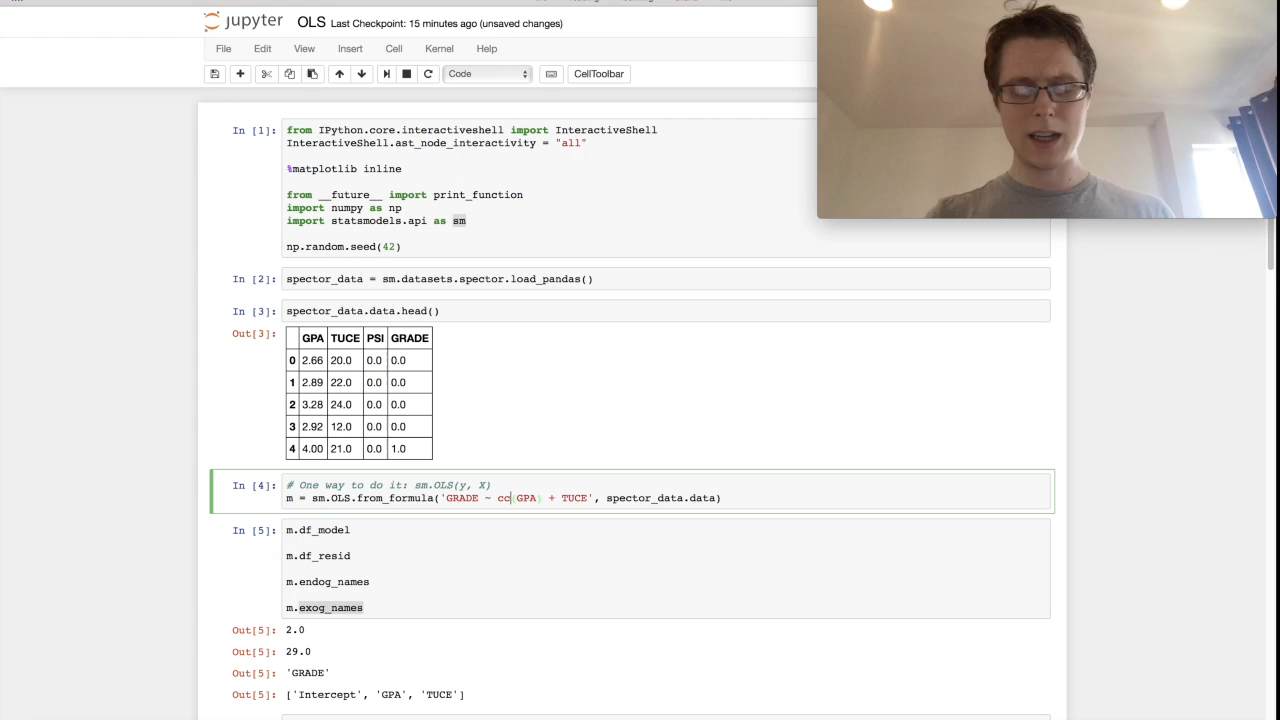 jupyter OLS Last Checkpoint: 15 minutes ago (unsaved changes)
File Edit View Insert Cell Kernel Help
Code CellToolbar
In [1]: from IPython.core.interactiveshell import InteractiveShell
InteractiveShell.ast_node_interactivity = "all"
%matplotlib inline
from __future__ import print_function
import numpy as np
import statsmodels.api as sm
np.random.seed(42)
In [2]: spector_data = sm.datasets.spector.load_pandas()
In [3]: spector_data.data.head()
Out[3]: GPA TUCE PSI GRADE
0 2.66 20.0 0.0 0.0
1 2.89 22.0 0.0 0.0
2 3.28 24.0 0.0 0.0
3 2.92 12.0 0.0 0.0
4 4.00 21.0 0.0 1.0
In [4]: # One way to do it: sm.OLS(y, X)
m = sm.OLS.from_formula('GRADE ~ cc(GPA) + TUCE', spector_data.data)
In [5]: m.df_model
m.df_resid
m.endog_names
m.exog_names
Out[5]: 2.0
Out[5]: 29.0
Out[5]: 'GRADE'
Out[5]: ['Intercept', 'GPA', 'TUCE']